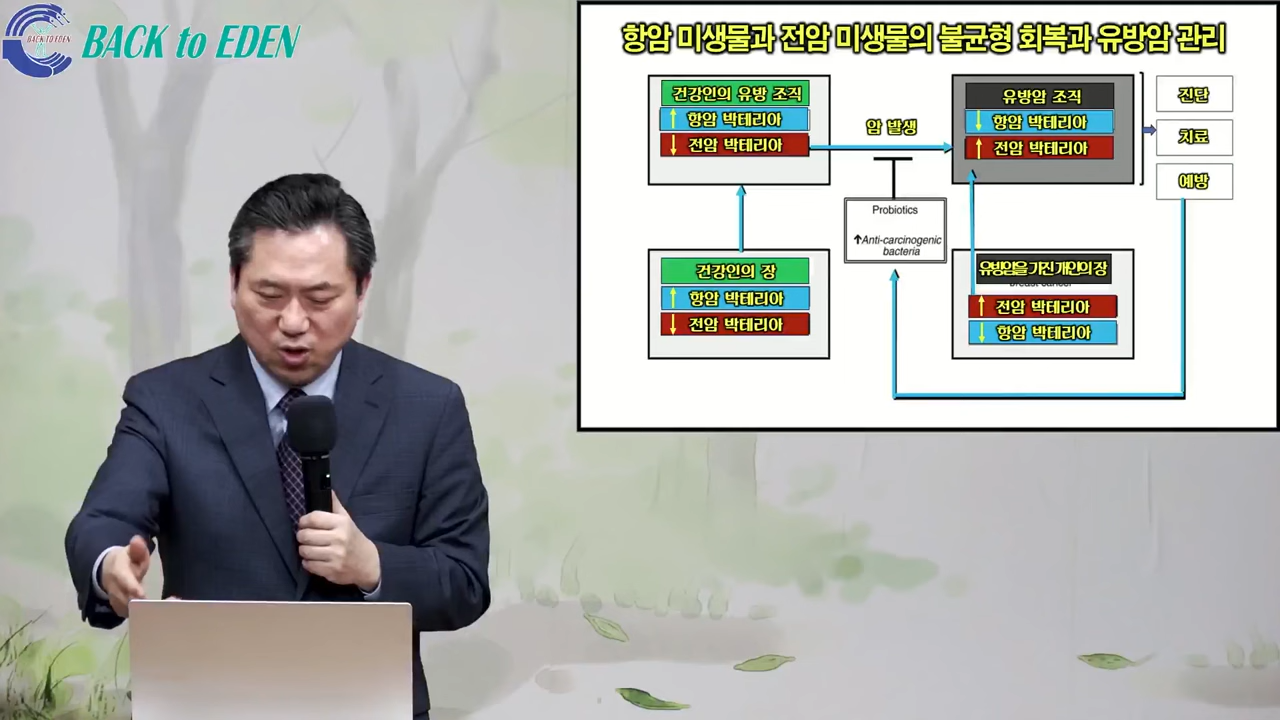 BACK TO EDEN
BACK to EDEN
항암 미생물과 전암 미생물의 불균형 회복과 유방암 관리
건강인의 유방 조직
↑ 항암 박테리아
↓ 전암 박테리아
암 발생
유방암 조직
↓ 항암 박테리아
↑ 전암 박테리아
진탄
치료
예방
Probiotics
↑Anti-carcinogenic
bacteria
건강인의 장
↑ 항암 박테리아
↓ 전암 박테리아
유방암을 가진 개인의 장
breast cancer
↑ 전암 박테리아
↓ 항암 박테리아